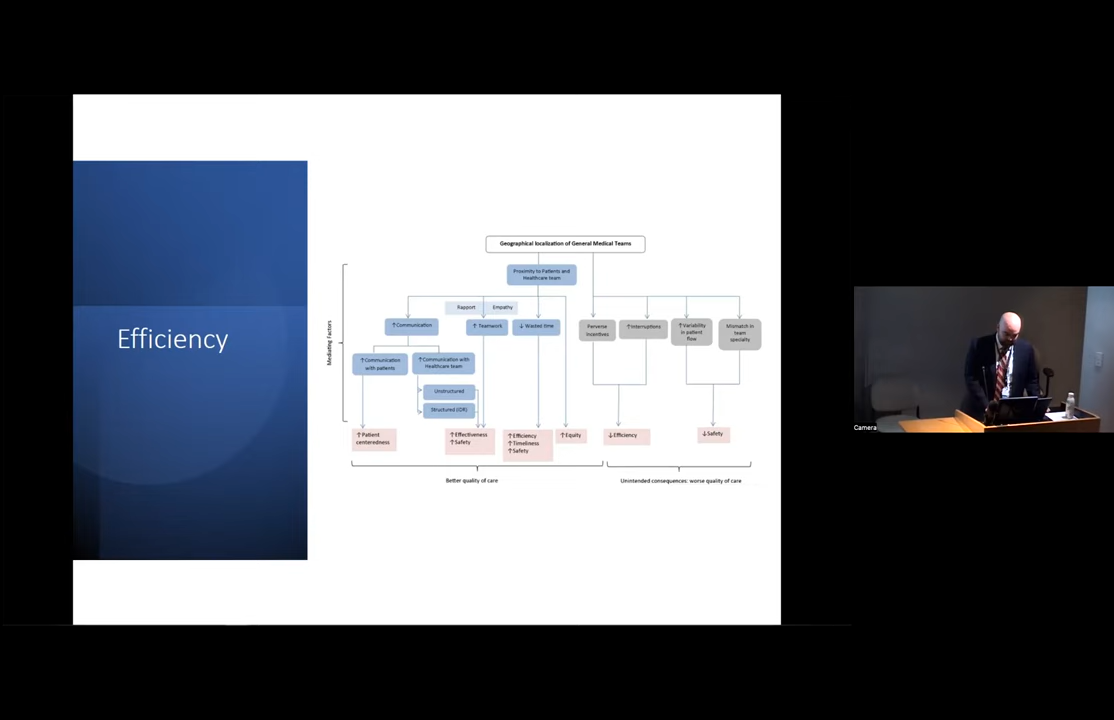 Efficiency
Geographical localization of General Medical Teams
Proximity to Patients and
Healthcare team
Mediating Factors
Rapport
Empathy
↑Communication
↑ Teamwork
↓ Wasted time
Perverse
Incentives
↑Interruptions
↑Variability
in patient
flow
Mismatch in
team
specialty
↑Communication
with patients
↑Communication with
Healthcare team
Unstructured
Structured (IDR)
↑Patient
centeredness
↑Effectiveness
↑Safety
↑Efficiency
↑Timeliness
↑Safety
↑Equity
↓Efficiency
↓Safety
Better quality of care
Unintended consequences: worse quality of care
Camera